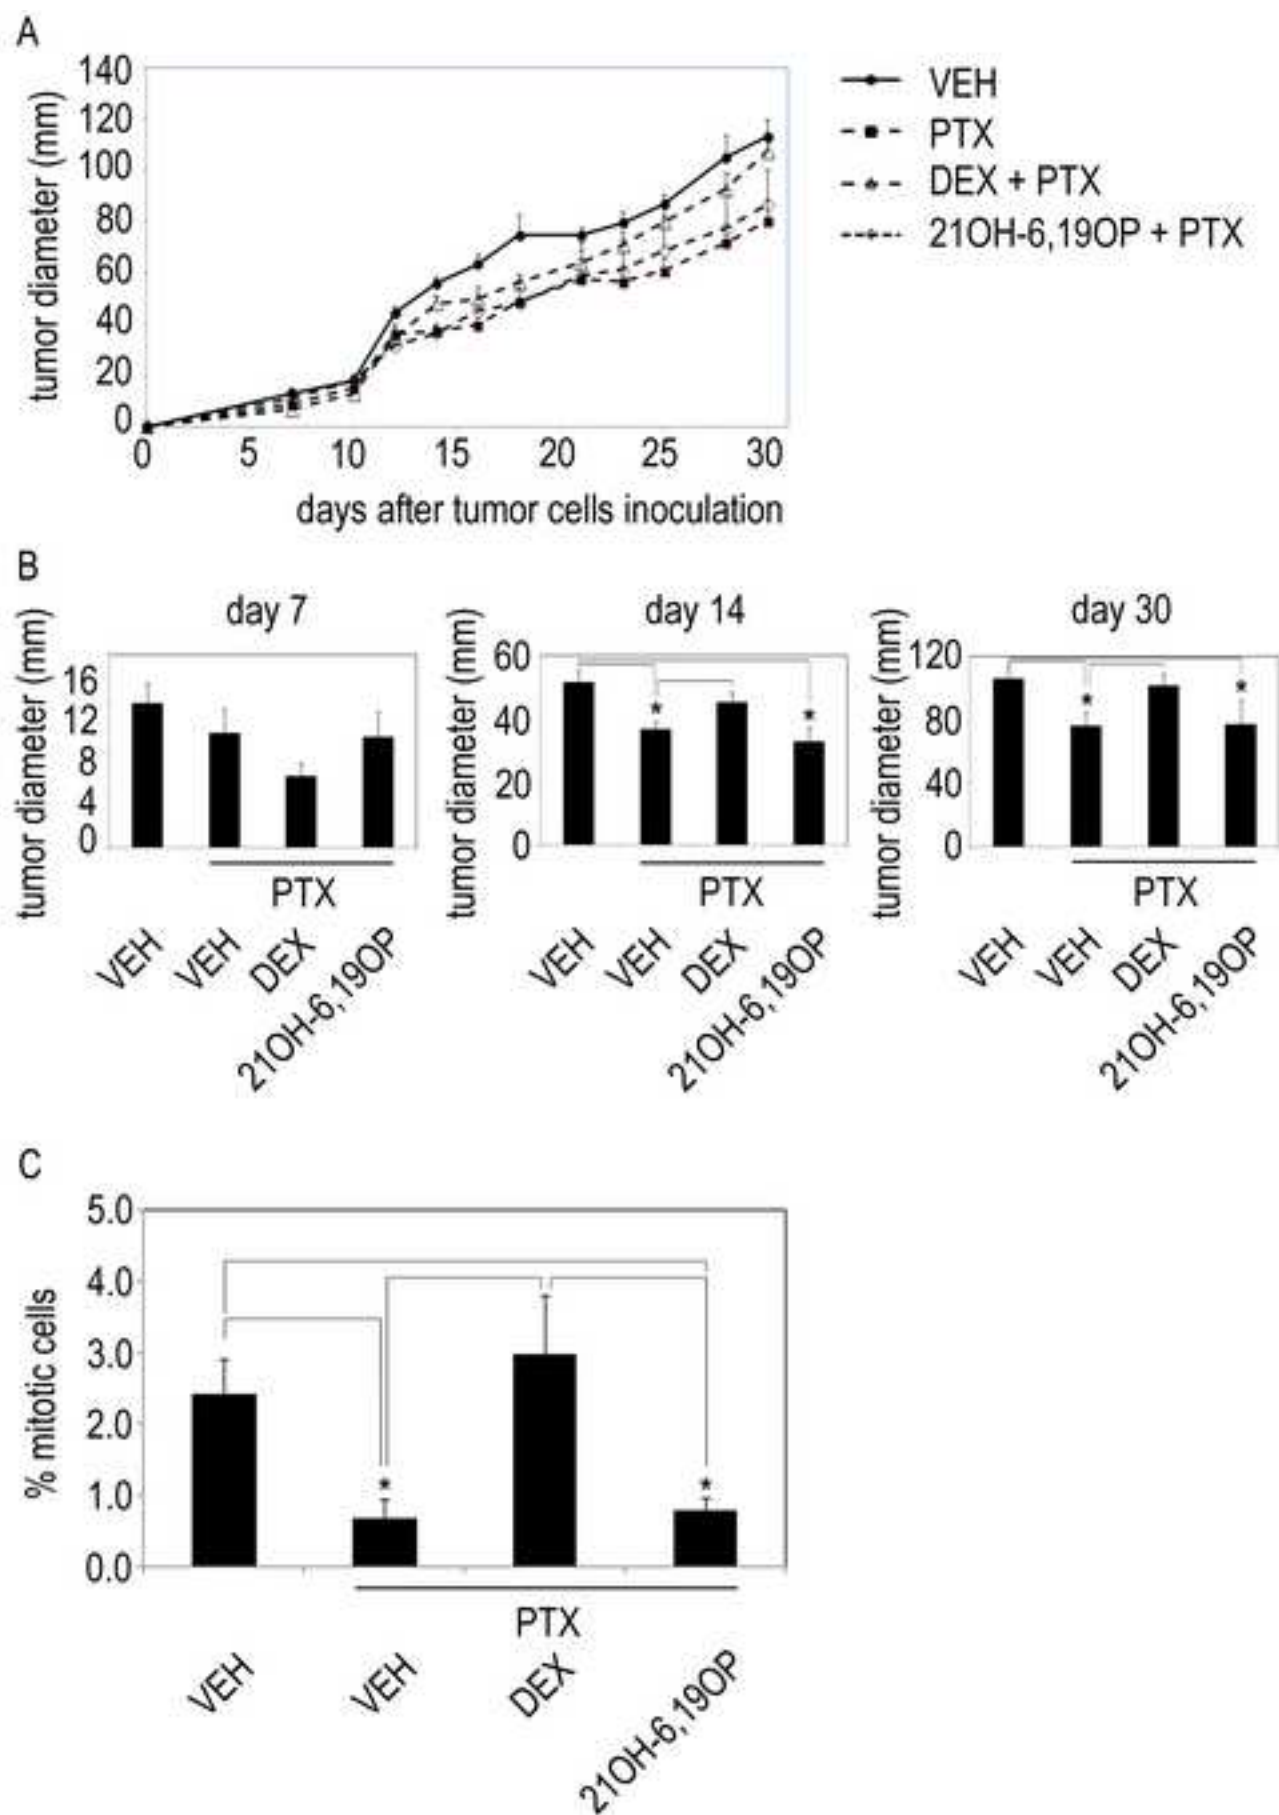 A
tumor diameter (mm)
140
120
100
80
60
40
20
0
0 5 10 15 20 25 30
days after tumor cells inoculation
VEH
PTX
DEX + PTX
21OH-6,19OP + PTX
B
day 7
tumor diameter (mm)
16
12
8
4
0
PTX
VEH VEH DEX 21OH-6,19OP
day 14
tumor diameter (mm)
60
40
20
0
* *
PTX
VEH VEH DEX 21OH-6,19OP
day 30
tumor diameter (mm)
120
80
40
0
* *
PTX
VEH VEH DEX 21OH-6,19OP
C
% mitotic cells
5.0
4.0
3.0
2.0
1.0
0.0
* *
PTX
VEH VEH DEX 21OH-6,19OP